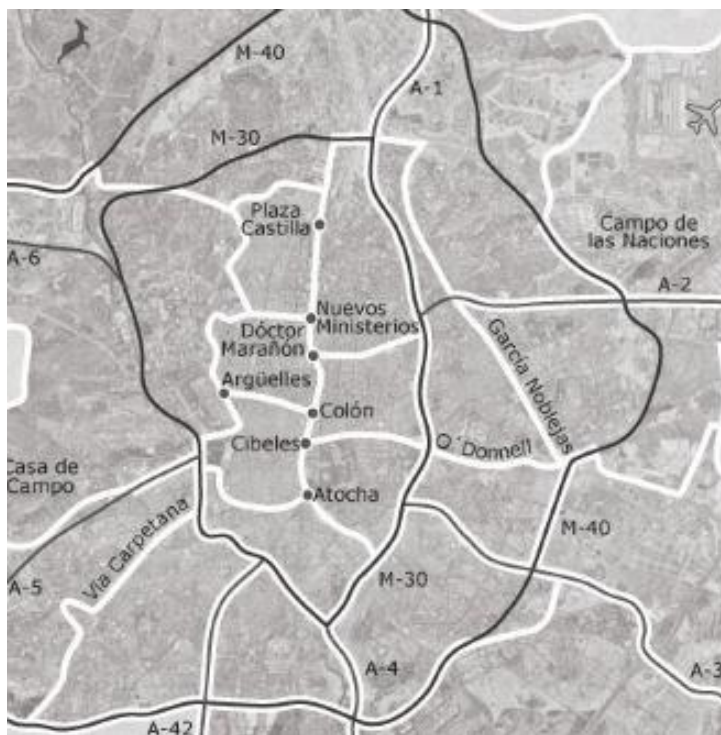 M-40
A-1
M-30
Plaza
Castilla
Campo de
las Naciones
A-6
A-2
Nuevos
Ministerios
Dóctor
Marañón
García Noblejas
Argüelles
Colón
Cibeles
O´Donnell
Casa de
Campo
Atocha
Via Carpetana
M-40
M-30
A-5
A-4
A-3
A-42